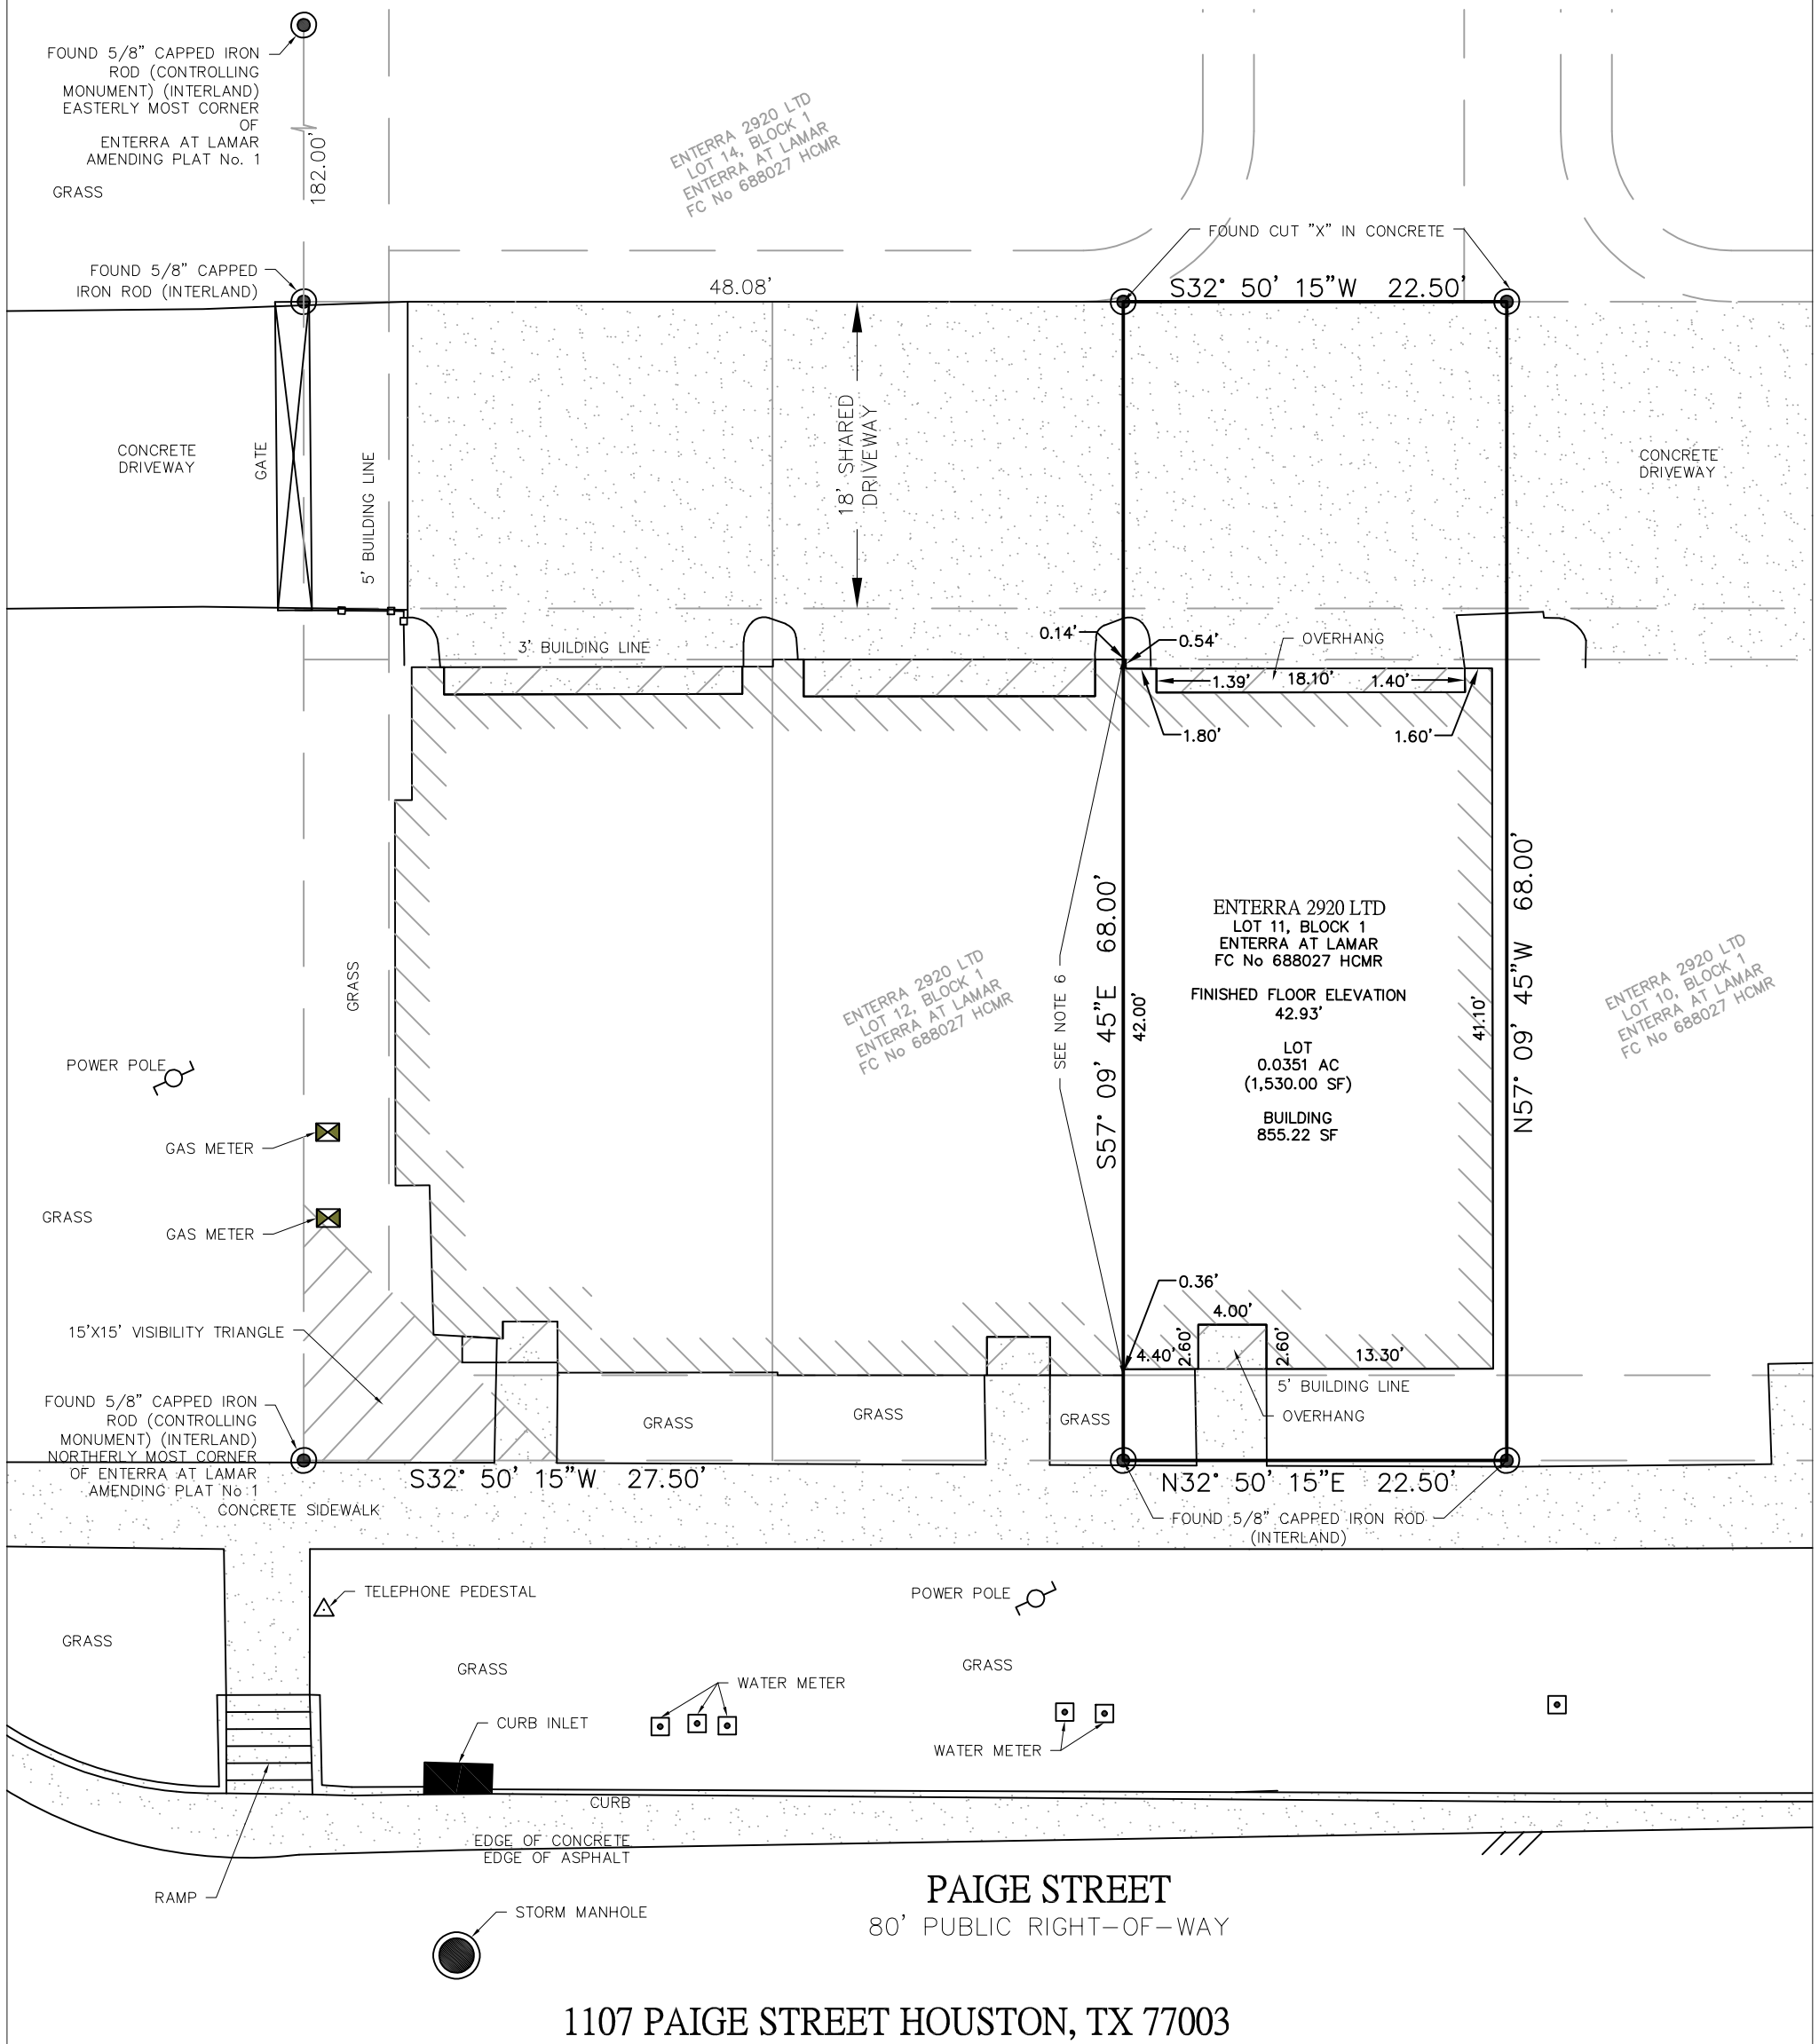 FOUND 5/8" CAPPED IRON
ROD (CONTROLLING
MONUMENT) (INTERLAND)
EASTERLY MOST CORNER
OF
ENTERRA AT LAMAR
AMENDING PLAT No. 1
182.00'
GRASS
ENTERRA 2920 LTD
LOT 14, BLOCK 1
ENTERRA AT LAMAR
FC No 688027 HCMR
FOUND CUT "X" IN CONCRETE
FOUND 5/8" CAPPED
IRON ROD (INTERLAND)
48.08'
S32° 50' 15"W 22.50'
CONCRETE
DRIVEWAY
GATE
5' BUILDING LINE
18' SHARED
DRIVEWAY
CONCRETE
DRIVEWAY
3' BUILDING LINE
0.14'
0.54'
OVERHANG
1.39'
18.10'
1.40'
1.80'
1.60'
GRASS
SEE NOTE 6
S57° 09' 45"E 68.00'
42.00'
ENTERRA 2920 LTD
LOT 11, BLOCK 1
ENTERRA AT LAMAR
FC No 688027 HCMR
FINISHED FLOOR ELEVATION
42.93'
LOT
0.0351 AC
(1,530.00 SF)
BUILDING
855.22 SF
41.10'
N57° 09' 45"W 68.00'
ENTERRA 2920 LTD
LOT 12, BLOCK 1
ENTERRA AT LAMAR
FC No 688027 HCMR
ENTERRA 2920 LTD
LOT 10, BLOCK 1
ENTERRA AT LAMAR
FC No 688027 HCMR
POWER POLE
GAS METER
GRASS
GAS METER
0.36'
4.00'
15'X15' VISIBILITY TRIANGLE
4.40'
2.60'
2.60'
13.30'
5' BUILDING LINE
OVERHANG
FOUND 5/8" CAPPED IRON
ROD (CONTROLLING
MONUMENT) (INTERLAND)
NORTHERLY MOST CORNER
OF ENTERRA AT LAMAR
AMENDING PLAT No 1
GRASS
GRASS
GRASS
S32° 50' 15"W 27.50'
N32° 50' 15"E 22.50'
CONCRETE SIDEWALK
FOUND 5/8" CAPPED IRON ROD
(INTERLAND)
TELEPHONE PEDESTAL
POWER POLE
GRASS
GRASS
GRASS
WATER METER
CURB INLET
WATER METER
CURB
EDGE OF CONCRETE
EDGE OF ASPHALT
RAMP
STORM MANHOLE
PAIGE STREET
80' PUBLIC RIGHT-OF-WAY
1107 PAIGE STREET HOUSTON, TX 77003